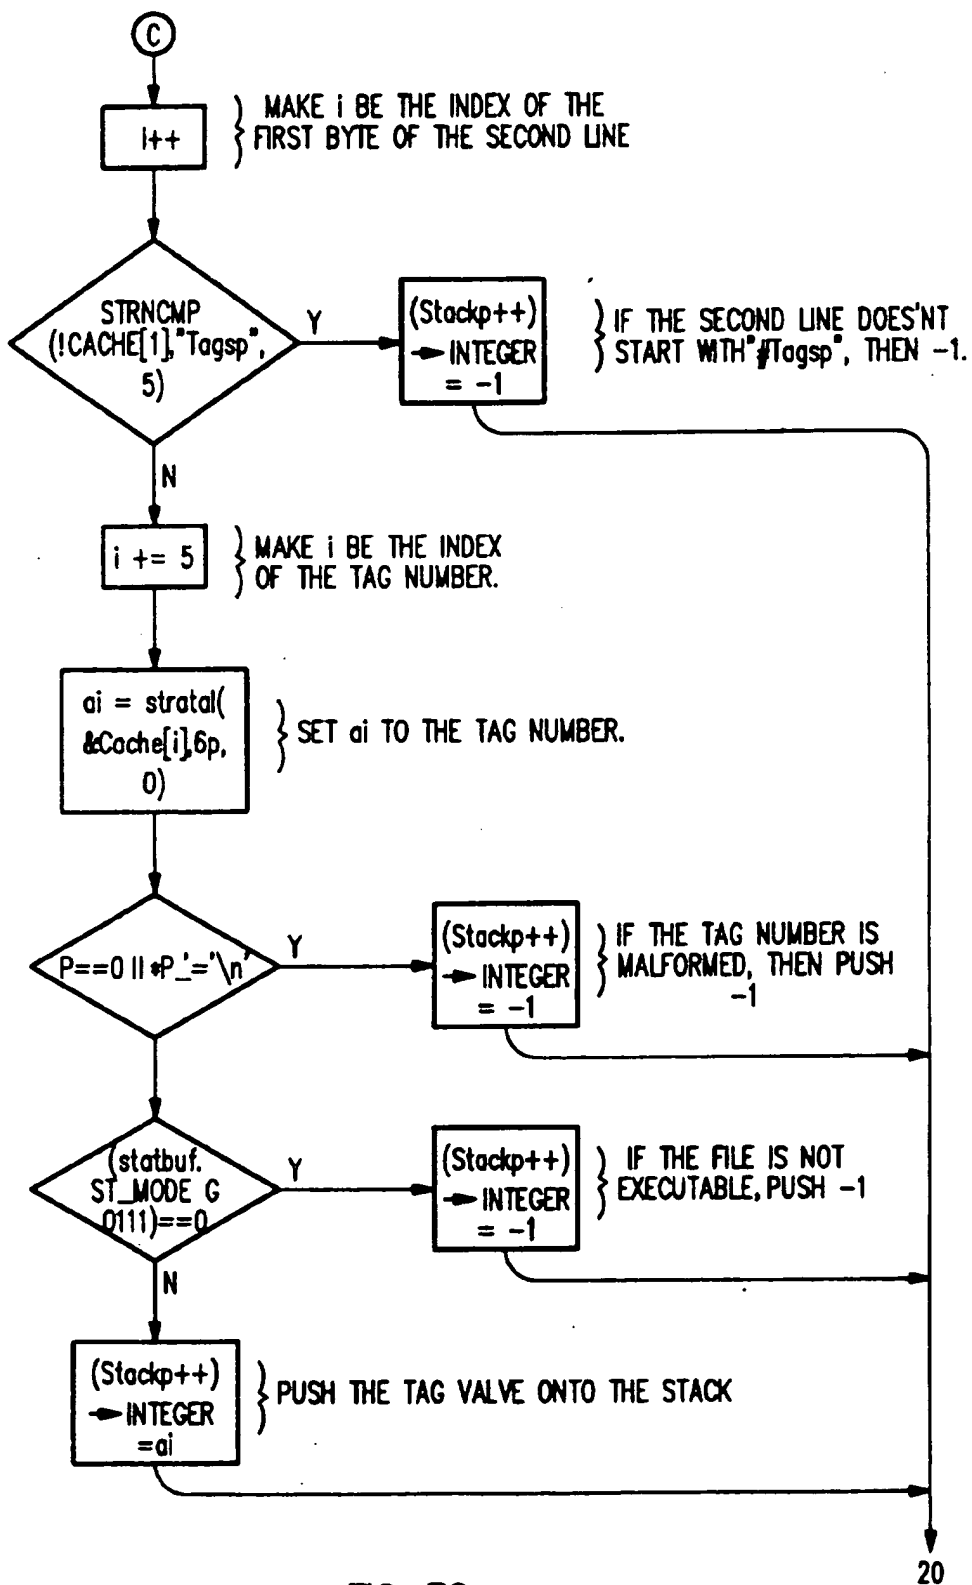 C
i++
MAKE i BE THE INDEX OF THE
FIRST BYTE OF THE SECOND LINE
STRNCMP
(!CACHE[1],"Tagsp",
5)
Y
(Stackp++)
→ INTEGER
= -1
IF THE SECOND LINE DOES'NT
START WITH "#Tagsp", THEN -1.
N
i += 5
MAKE i BE THE INDEX
OF THE TAG NUMBER.
ai = stratal(
&Cache[i],6p,
0)
SET ai TO THE TAG NUMBER.
P==0 || *P_'='\n'
Y
(Stackp++)
→ INTEGER
= -1
IF THE TAG NUMBER IS
MALFORMED, THEN PUSH
-1
(statbuf.
ST_MODE G
0111)==0
Y
(Stackp++)
→ INTEGER
= -1
IF THE FILE IS NOT
EXECUTABLE, PUSH -1
N
(Stackp++)
→ INTEGER
=ai
PUSH THE TAG VALVE ONTO THE STACK
20